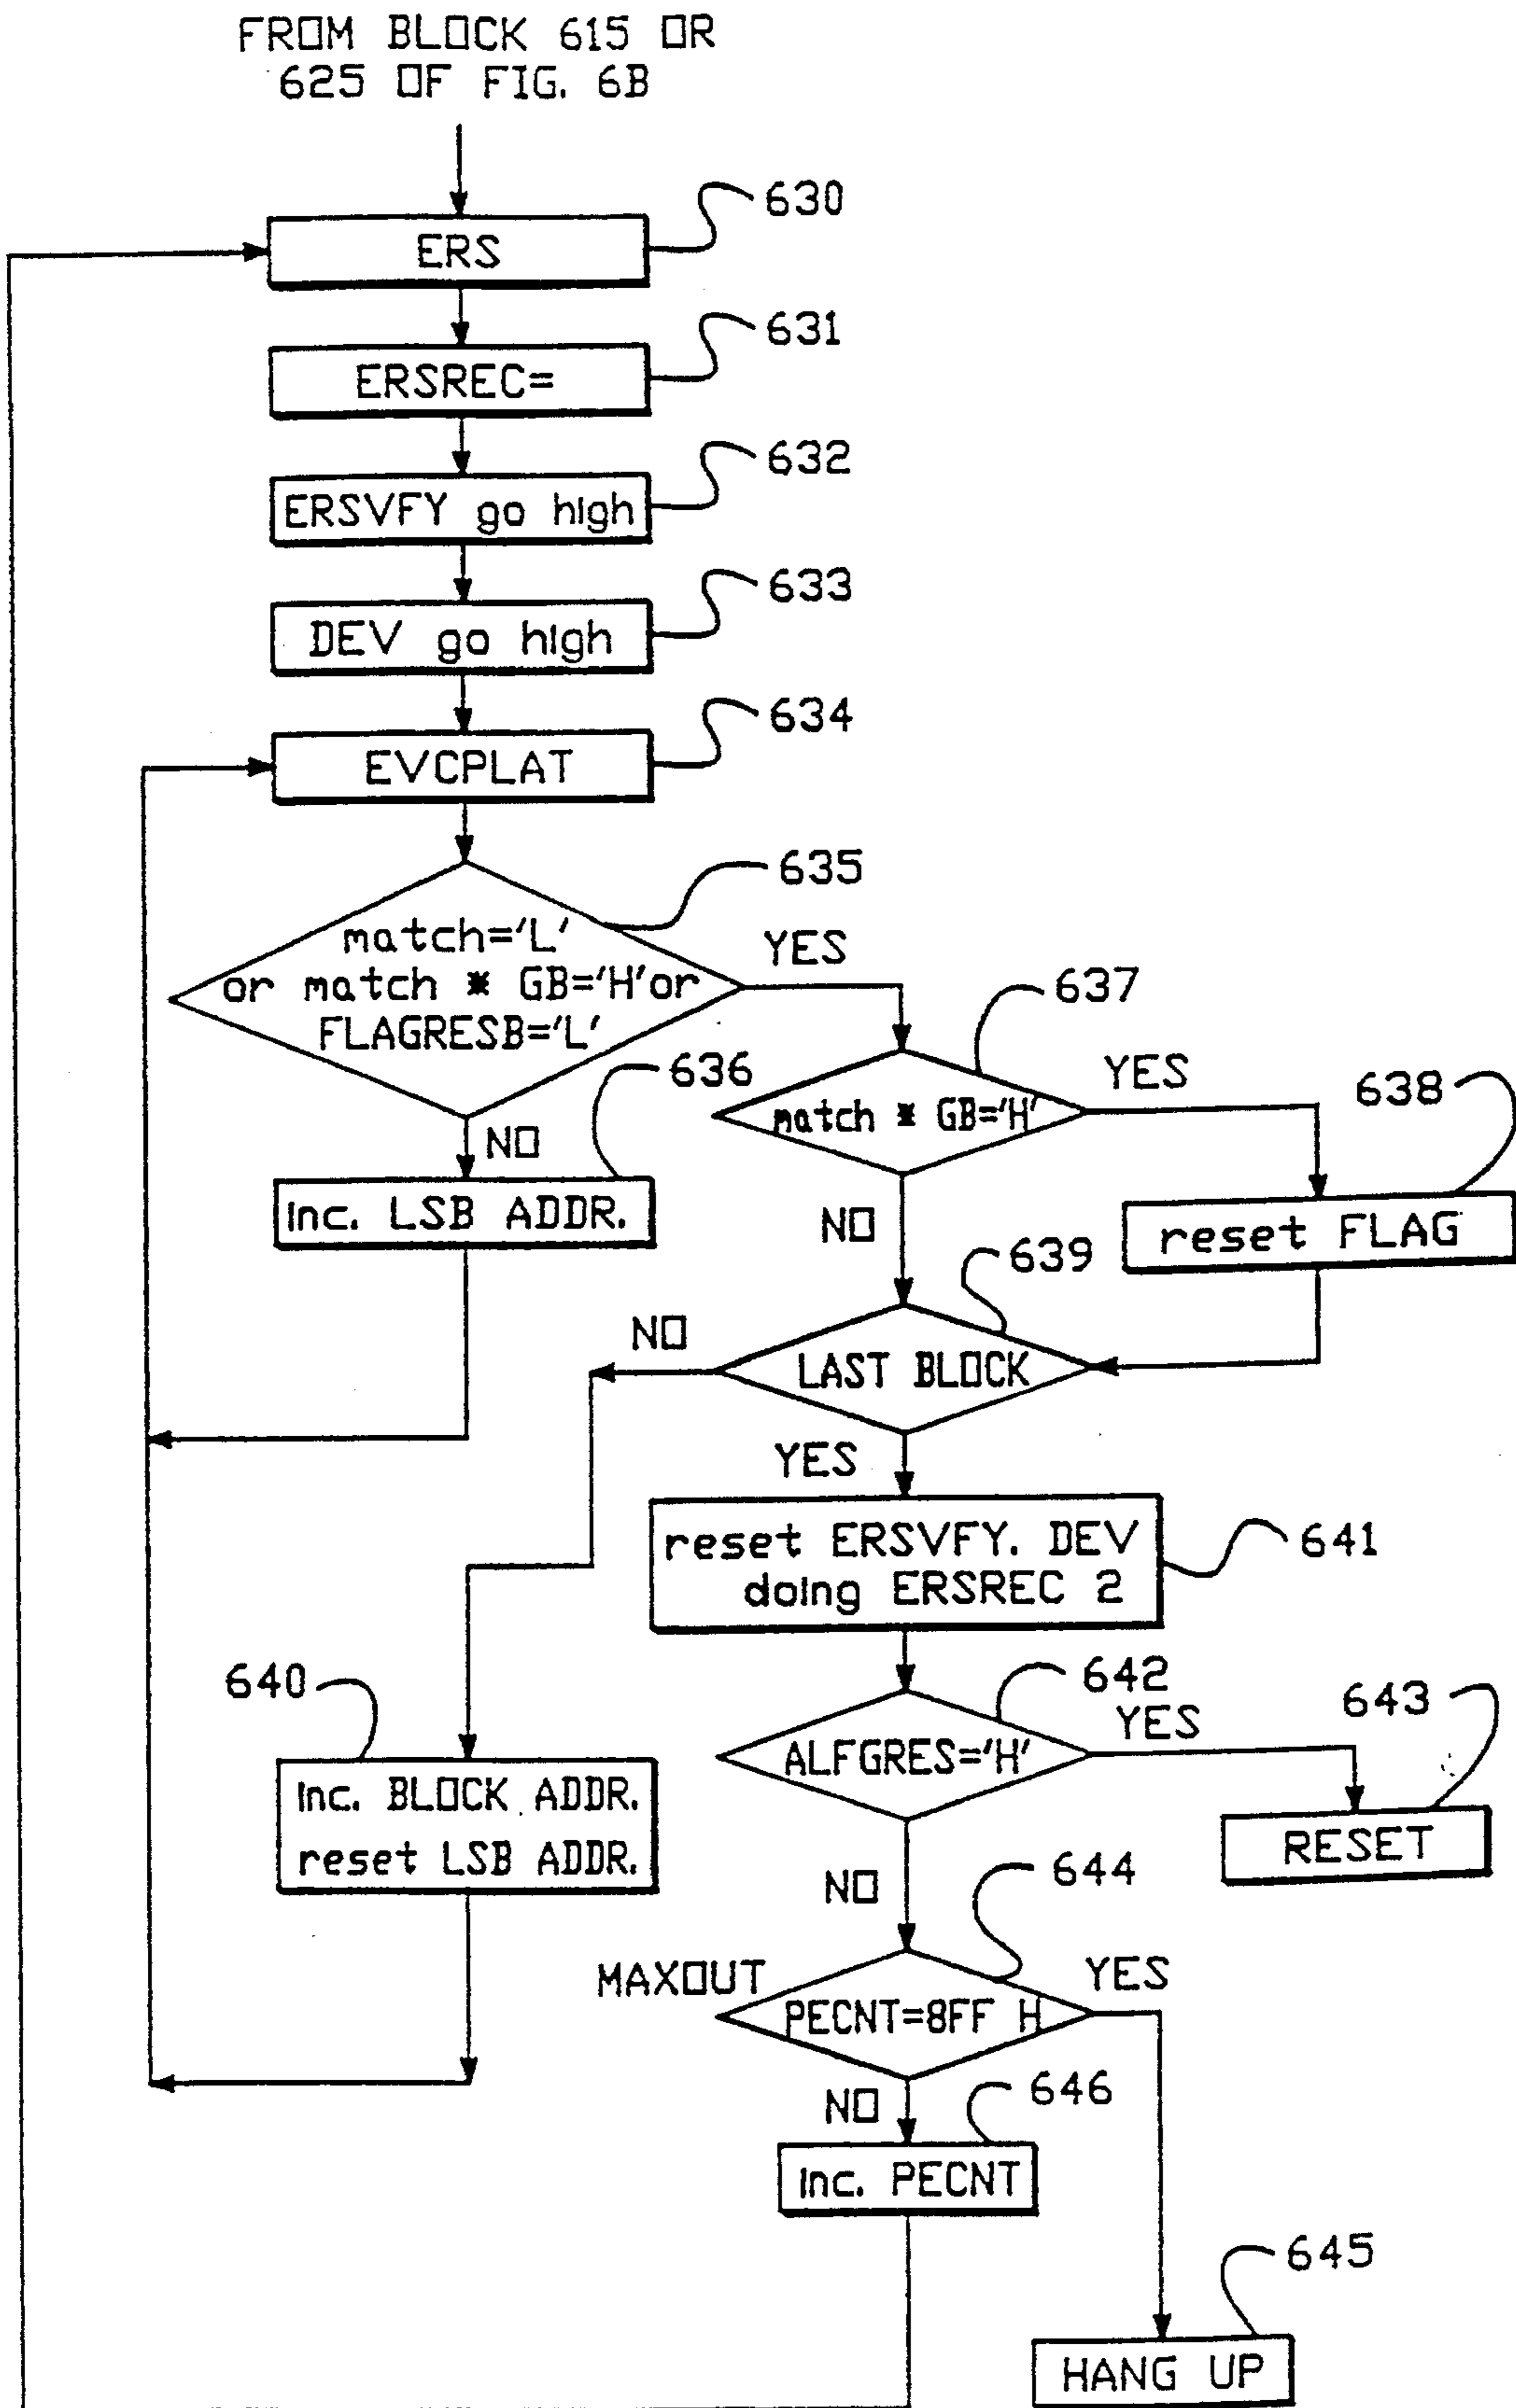 FROM BLOCK 615 OR
625 OF FIG. 6B
630
ERS
631
ERSREC=
632
ERSVFY go high
633
DEV go high
634
EVCPLAT
635
match='L'
or match * GB='H'or
FLAGRESB='L'
YES
637
636
NO
inc. LSB ADDR.
match * GB='H'
YES
638
NO
reset FLAG
639
NO
LAST BLOCK
YES
reset ERSVFY. DEV
doing ERSREC 2
641
640
inc. BLOCK ADDR.
reset LSB ADDR.
642
ALFGRES='H'
YES
643
RESET
NO
644
MAXOUT
PECNT=8FF H
YES
NO
646
inc. PECNT
645
HANG UP